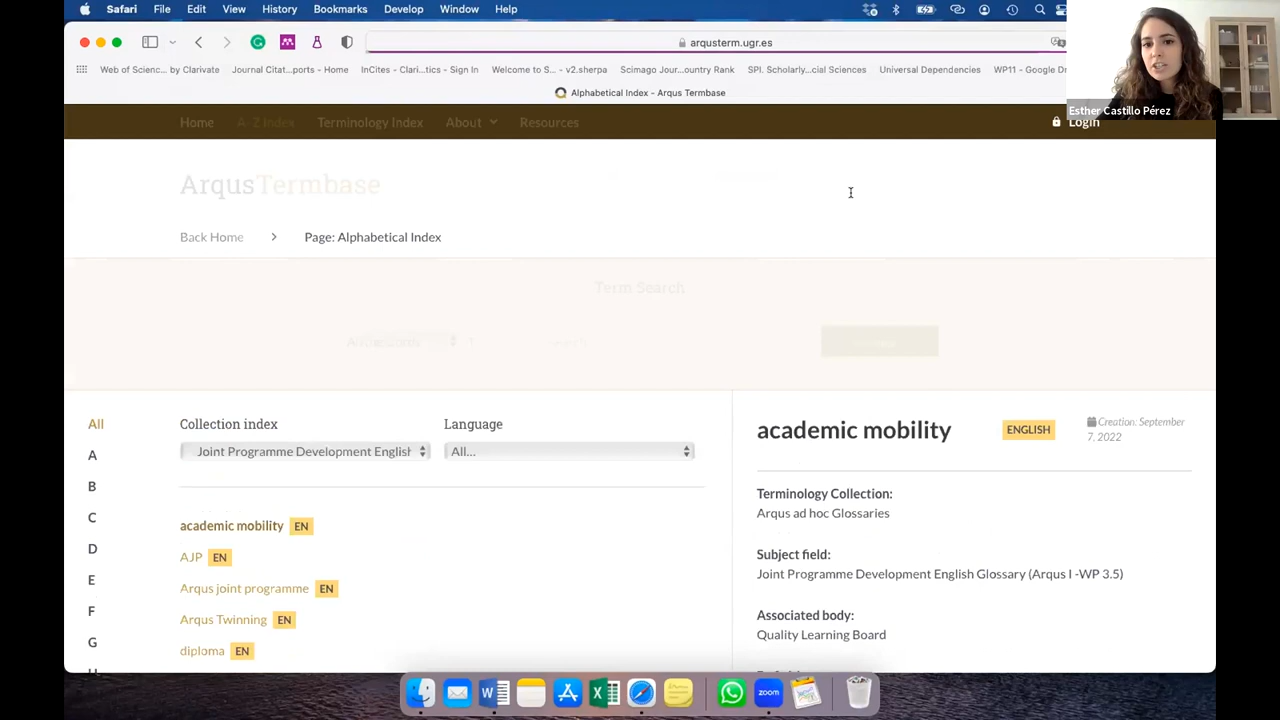 Safari File Edit View History Bookmarks Develop Window Help
arqusterm.ugr.es
Web of Scienc...by Clarivate Journal Citat...ports - Home InCites - Clari...tics - Sign In Welcome to S... - v2.sherpa Scimago Jour...ountry Rank SPI. Scholarly...cial Sciences Universal Dependencies WP11 - Google
Alphabetical Index - Arqus Termbase
Esther Castillo Pérez
Home A-Z Index Terminology Index About Resources Login
ArqusTermbase
Back Home > Page: Alphabetical Index
Term Search
All Collection index Language
Joint Programme Development English All...
A
B
C
D
E
F
G
academic mobility EN
AJP EN
Arqus joint programme EN
Arqus Twinning EN
diploma EN
academic mobility ENGLISH Creation: September
7, 2022
Terminology Collection:
Arqus ad hoc Glossaries
Subject field:
Joint Programme Development English Glossary (Arqus I -WP 3.5)
Associated body:
Quality Learning Board
zoom